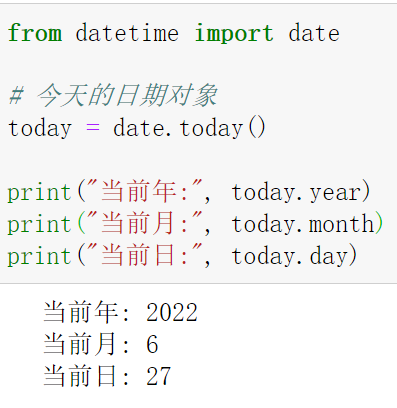 from datetime import date
# 今天的日期对象
today = date.today()
print("当前年:", today.year)
print("当前月:", today.month)
print("当前日:", today.day)
当前年: 2022
当前月: 6
当前日: 27